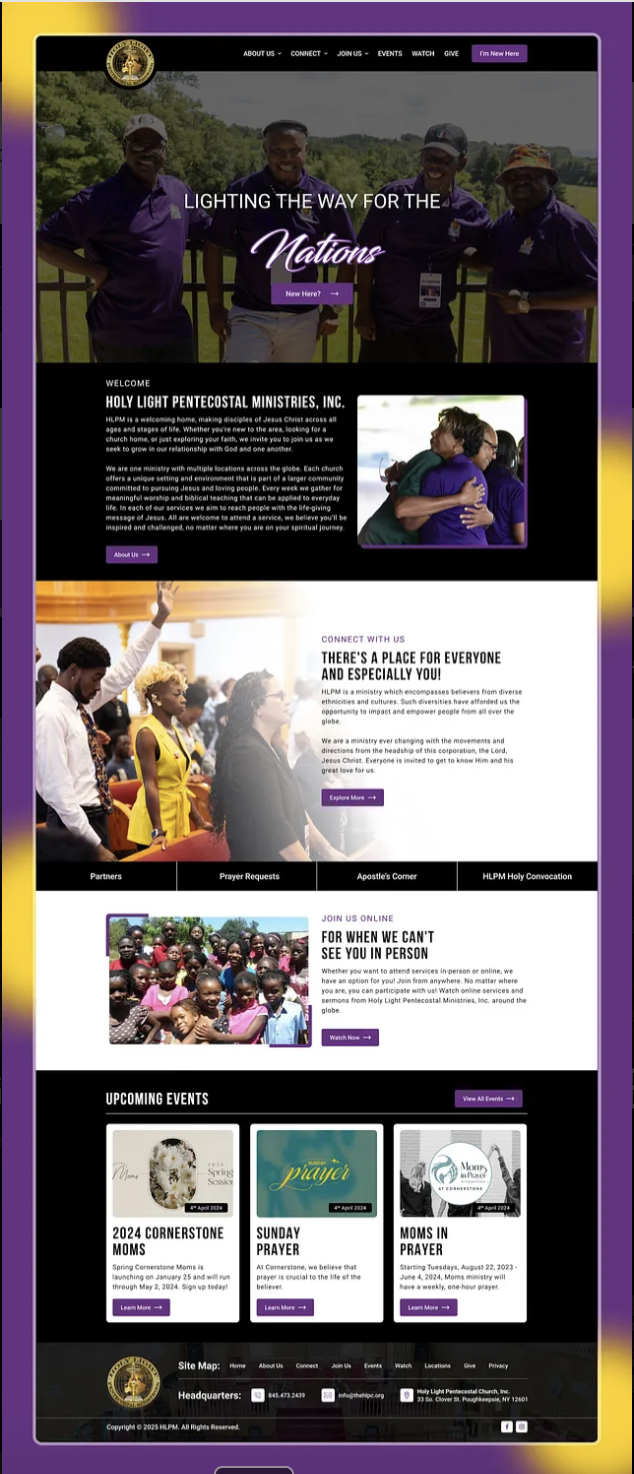 ABOUT US
CONNECT
JOIN US
EVENTS
WATCH
GIVE
I'm New Here
LIGHTING THE WAY FOR THE
Nations
New Here?
WELCOME
HOLY LIGHT PENTECOSTAL MINISTRIES, INC.
HLPM is a welcoming home, making disciples of Jesus Christ across all
ages and stages of life. Whether you're new to the area, looking for a
church home, or just exploring your faith, we invite you to join us as we
seek to grow in our relationship with God and one another.
We are one ministry with multiple locations across the globe. Each church
offers a unique setting and environment that is part of a larger community
committed to pursuing Jesus and loving people. Every week we gather for
meaningful worship and biblical teaching that can be applied to everyday
life. In each of our services we aim to reach people with the life-giving
message of Jesus. All are welcome to attend a service, we believe you'll be
inspired and challenged, no matter where you are on your spiritual journey.
About Us
CONNECT WITH US
THERE'S A PLACE FOR EVERYONE
AND ESPECIALLY YOU!
HLPM is a ministry which encompasses believers from diverse
ethnicities and cultures. Such diversities have afforded us the
opportunity to impact and empower people from all over the
globe.
We are a ministry ever changing with the movements and
directions from the headship of this corporation, the Lord,
Jesus Christ. Everyone is invited to get to know Him and his
great love for us.
Explore More
Partners
Prayer Requests
Apostle's Corner
HLPM Holy Convocation
JOIN US ONLINE
FOR WHEN WE CAN'T
SEE YOU IN PERSON
Whether you want to attend services in-person or online, we
have an option for you! Join from anywhere. No matter where
you are, you can participate with us! Watch online services and
sermons from Holy Light Pentecostal Ministries, Inc. around the
globe.
Watch Now
UPCOMING EVENTS
View All Events
Moms
Spring
4th April 2024
2024 CORNERSTONE
MOMS
Spring Cornerstone Moms is
launching on January 25 and will run
through May 2, 2024. Sign up today!
Learn More
SUNDAY
prayer
4th April 2024
SUNDAY
PRAYER
At Cornerstone, we believe that
prayer is crucial to the life of the
believer.
Learn More
Moms
in Prayer
AT CORNERSTONE
4th April 2024
MOMS IN
PRAYER
Starting Tuesdays, August 22, 2023 -
June 4, 2024, Moms ministry will
have a weekly, one-hour prayer.
Learn More
Site Map:
Home
About Us
Connect
Join Us
Events
Watch
Locations
Give
Privacy
Headquarters:
845.473.2439
info@thehlpc.org
Holy Light Pentecostal Church, Inc.
33 So. Clover St. Poughkeepsie, NY 12601
Copyright © 2025 HLPM. All Rights Reserved.